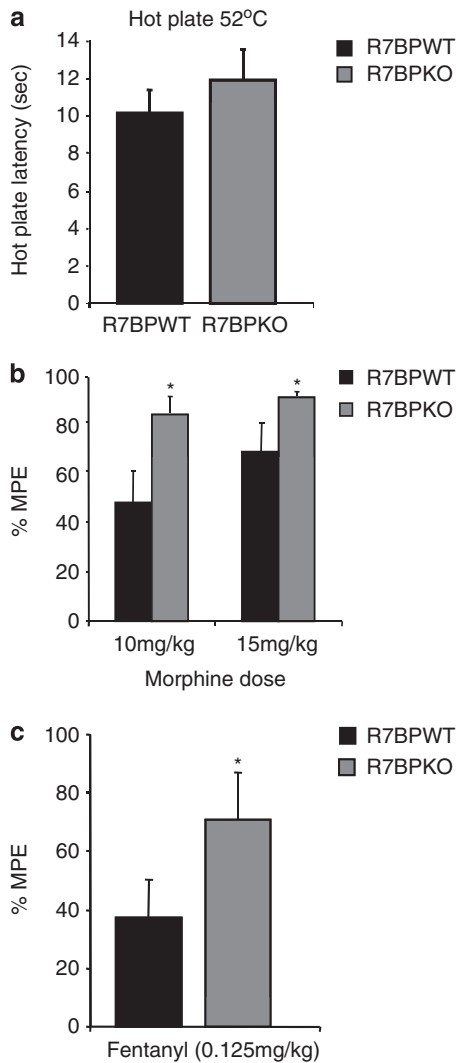 a
Hot plate 52°C
14
12
10
8
6
4
2
0
Hot plate latency (sec)
R7BPWT
R7BPKO
R7BPWT R7BPKO
b
100
80
60
40
20
0
% MPE
*
*
R7BPWT
R7BPKO
10mg/kg 15mg/kg
Morphine dose
c
100
80
60
40
20
0
% MPE
*
R7BPWT
R7BPKO
Fentanyl (0.125mg/kg)